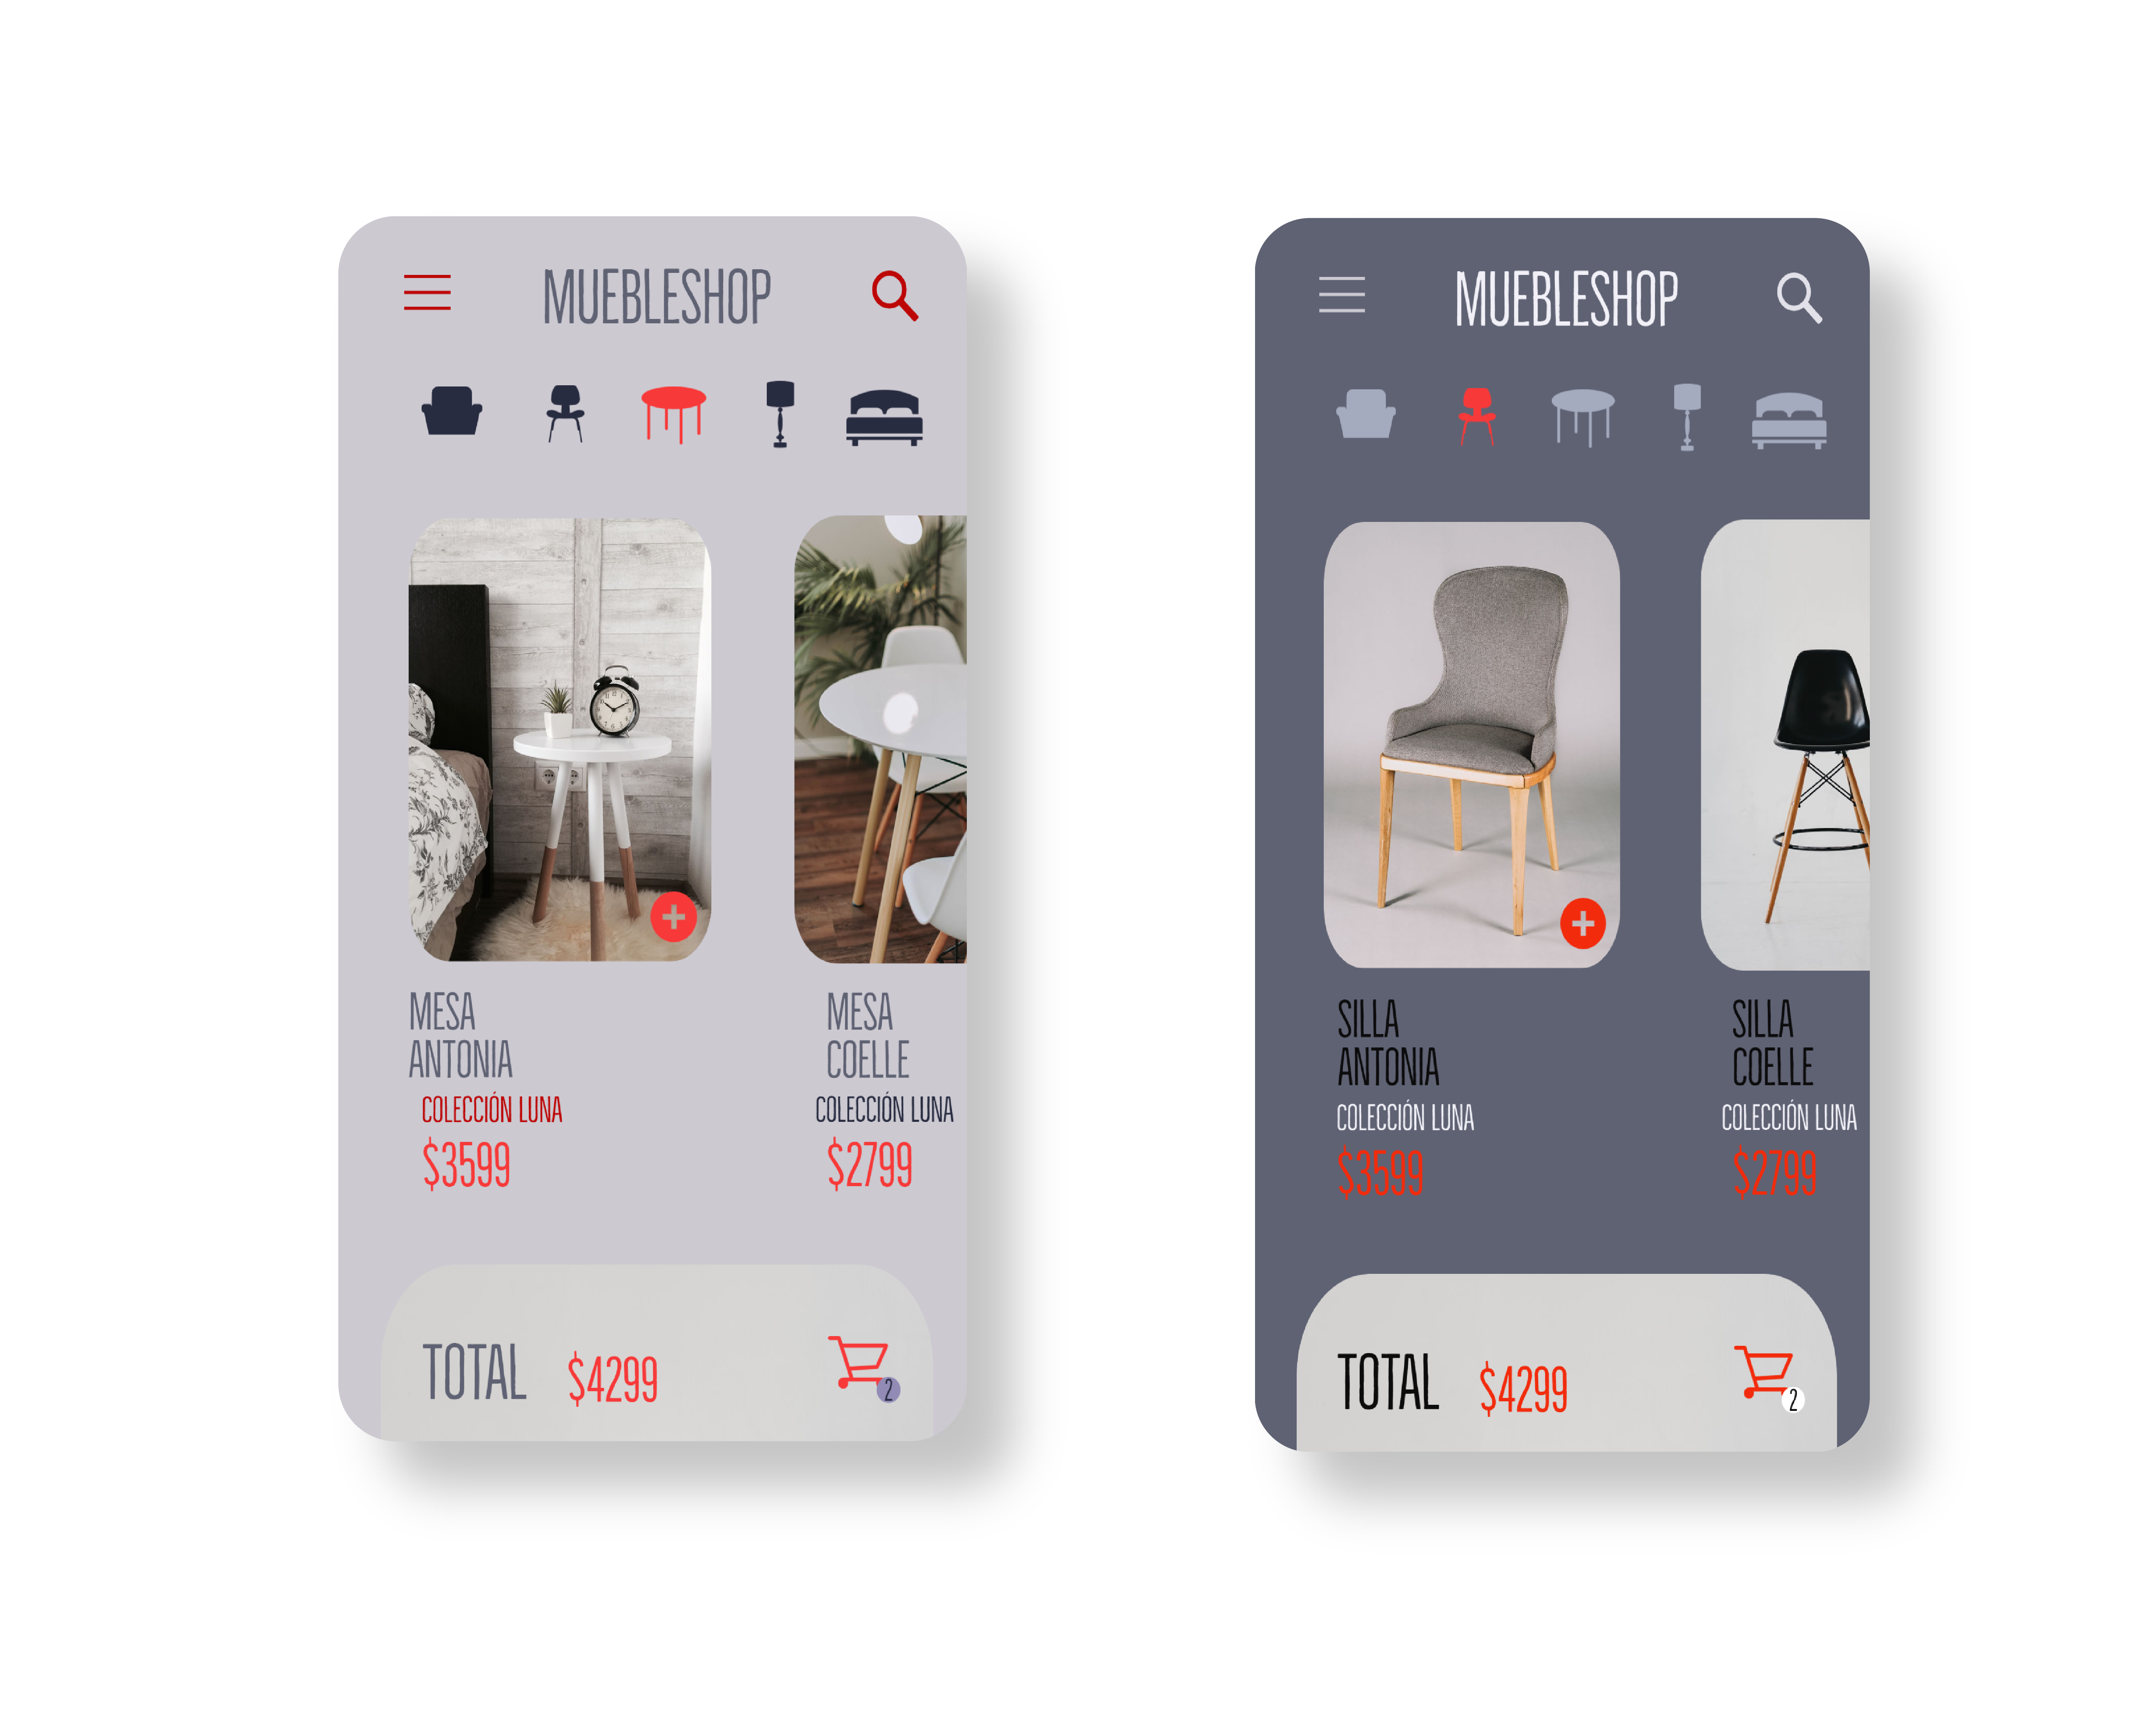 MUEBLESHOP
MESA
ANTONIA
COLECCIÓN LUNA
$3599
MESA
COELLE
COLECCIÓN LUNA
$2799
TOTAL $4299
2
MUEBLESHOP
SILLA
ANTONIA
COLECCIÓN LUNA
$3599
SILLA
COELLE
COLECCIÓN LUNA
$2799
TOTAL $4299
2